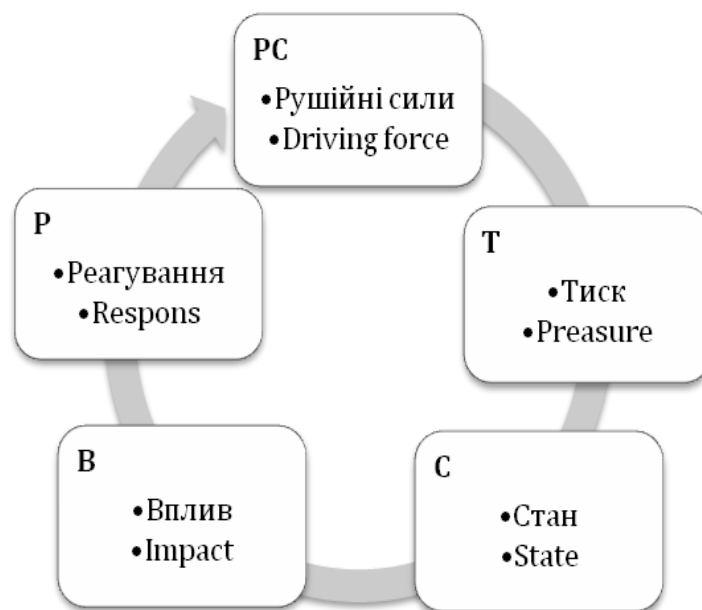 РС
•Рушійні сили
•Driving force
Т
•Тиск
•Preasure
С
•Стан
•State
В
•Вплив
•Impact
Р
•Реагування
•Respons